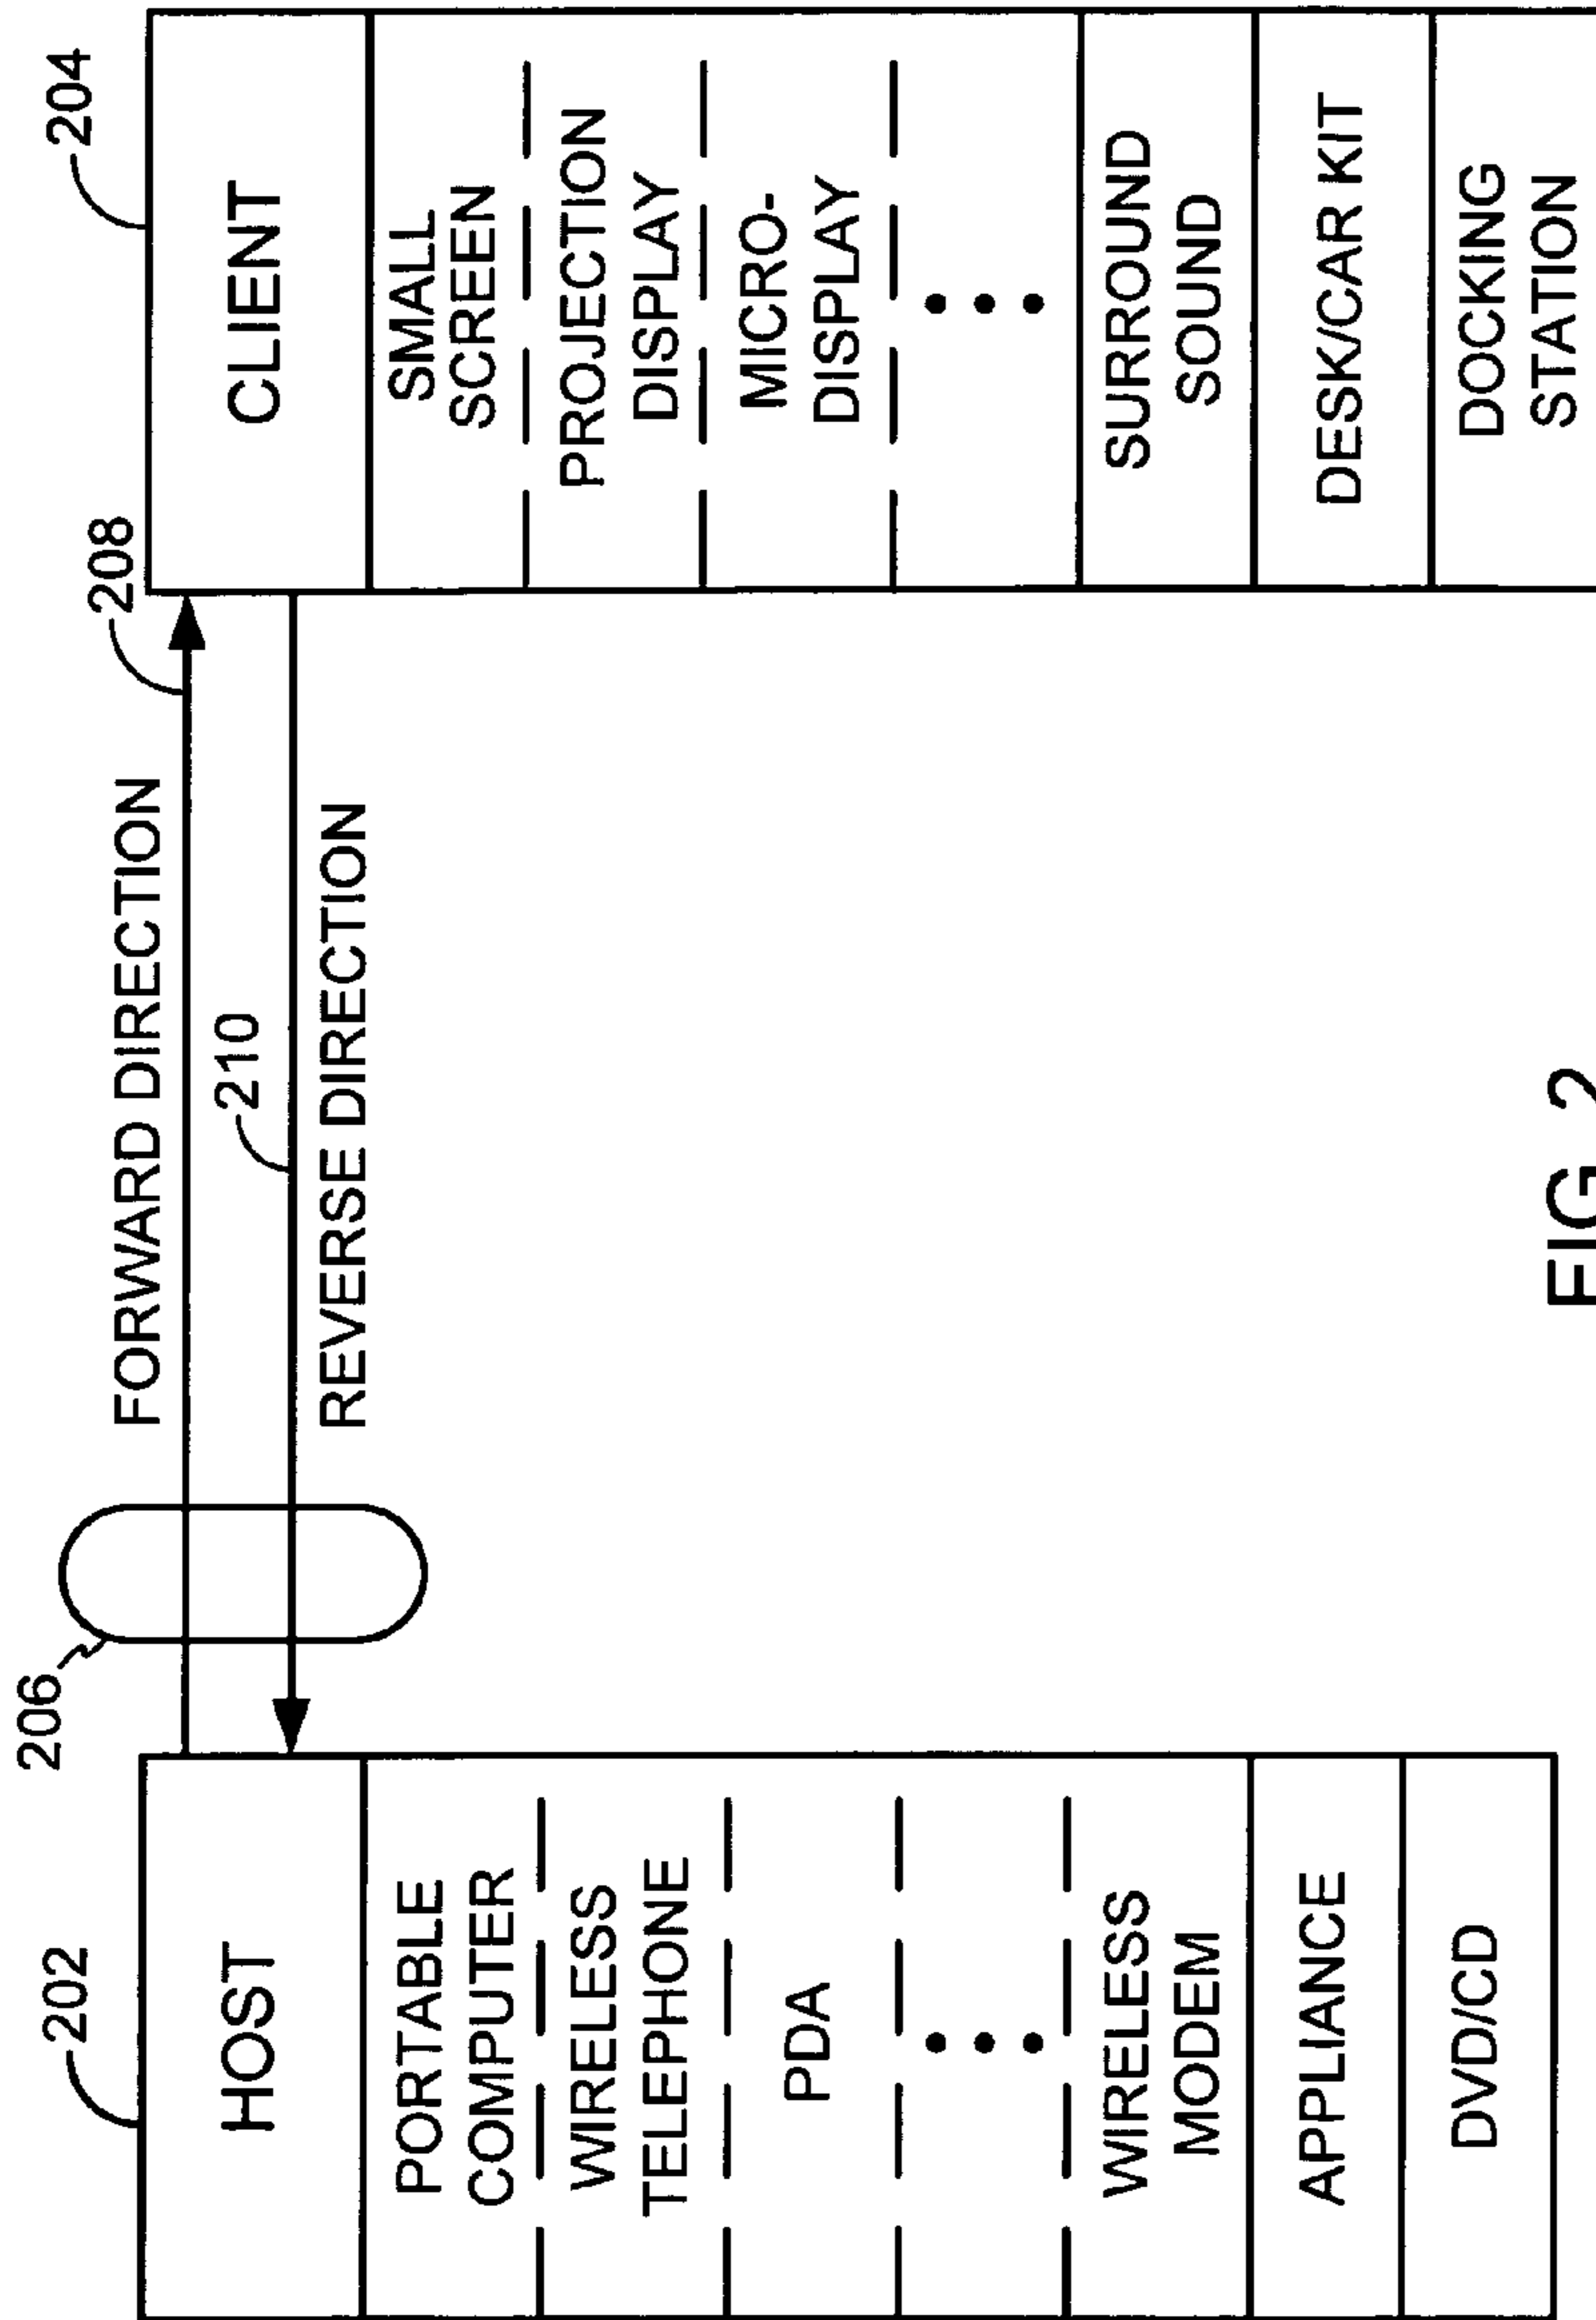 202
HOST
PORTABLE
COMPUTER
WIRELESS
TELEPHONE
PDA
WIRELESS
MODEM
APPLIANCE
DVD/CD
206
FORWARD DIRECTION
208
210
REVERSE DIRECTION
204
CLIENT
SMALL
SCREEN
PROJECTION
DISPLAY
MICRO-
DISPLAY
SURROUND
SOUND
DESK/CAR KIT
DOCKING
STATION
FIG. 2